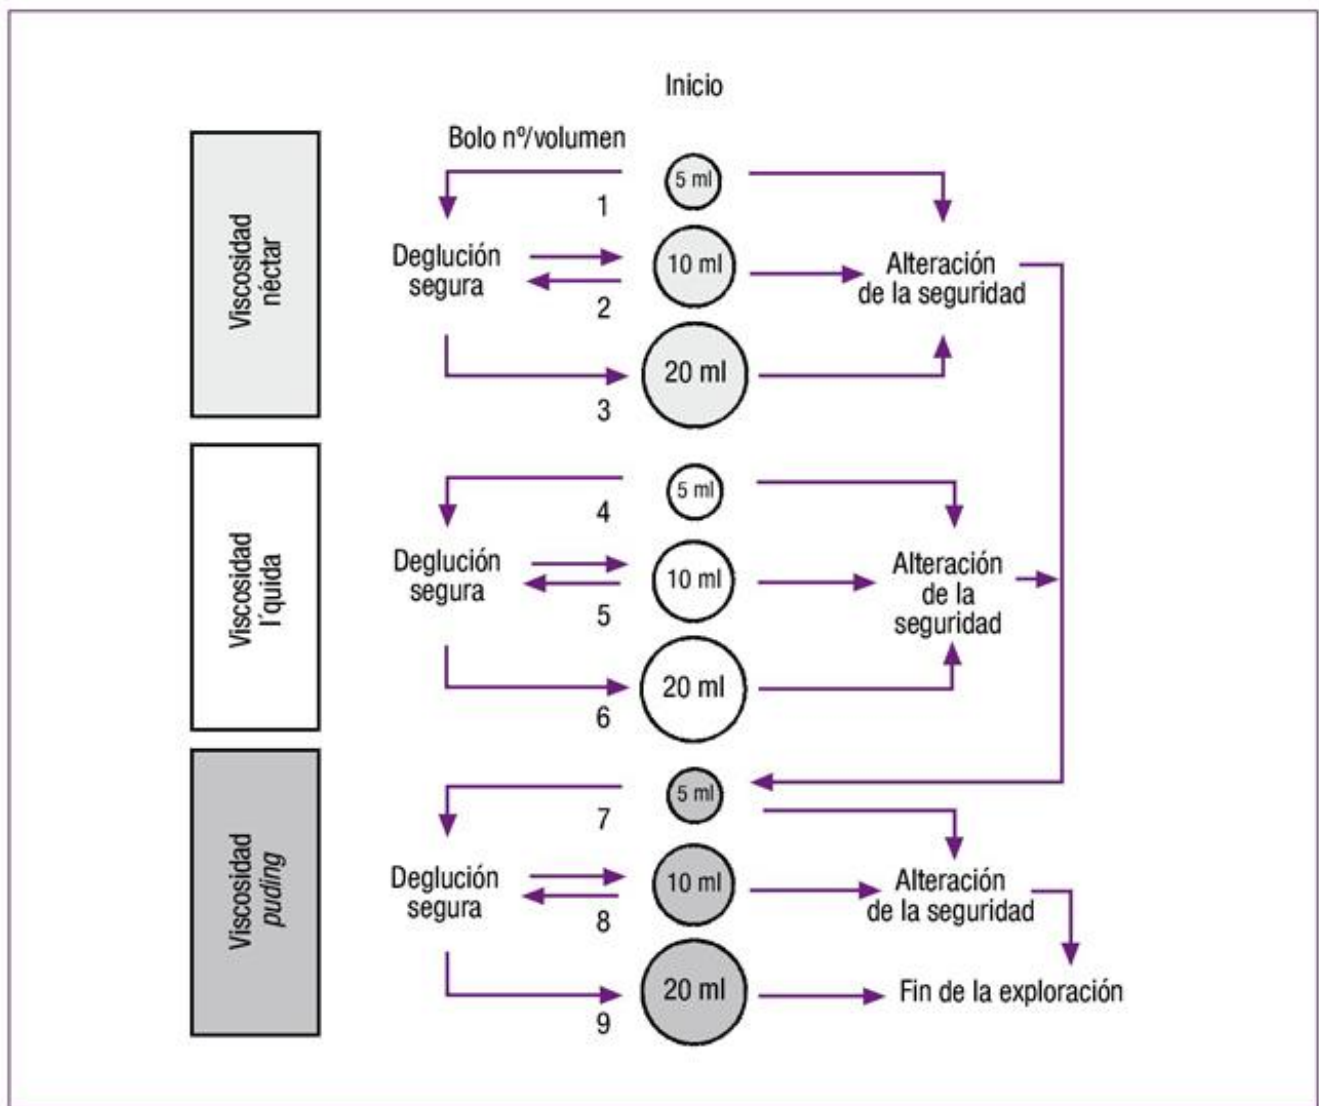 Inicio
Bolo nº/volumen
Viscosidad
néctar
5 ml
1
Deglución
segura
10 ml
2
Alteración
de la seguridad
20 ml
3
Viscosidad
l´quida
5 ml
4
Deglución
segura
10 ml
5
Alteración
de la
seguridad
20 ml
6
Viscosidad
puding
5 ml
7
Deglución
segura
10 ml
8
Alteración
de la seguridad
20 ml
9
Fin de la exploración